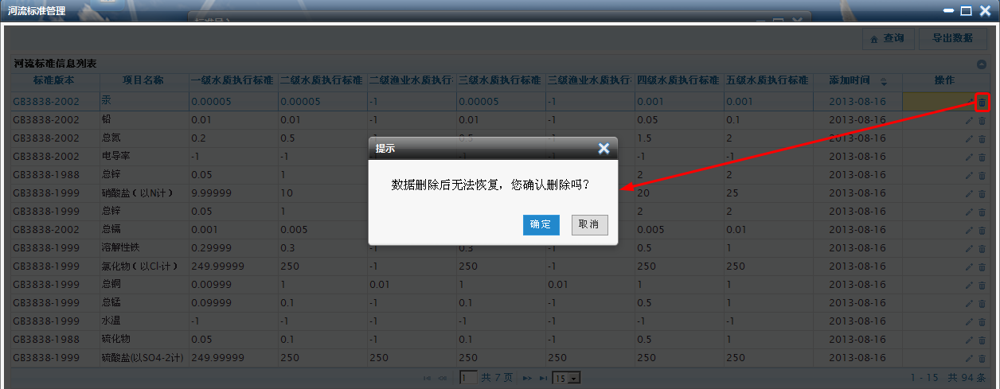 河流标准管理
标准导入
查询 导出数据
河流标准信息列表
标准版本 项目名称 一级水质执行标准 二级水质执行标准 二级渔业水质执行 三级水质执行标准 三级渔业水质执行 四级水质执行标准 五级水质执行标准 添加时间 操作
GB3838-2002 汞 0.00005 0.00005 -1 0.00005 -1 0.001 0.001 2013-08-16
GB3838-2002 铅 0.01 0.01 -1 0.01 -1 0.05 0.1 2013-08-16
GB3838-2002 总氮 0.2 0.5 -1 0.5 -1 1.5 2 2013-08-16
GB3838-2002 电导率 -1 -1 -1 -1 2013-08-16
GB3838-1988 总锌 0.05 1 2 2 2013-08-16
GB3838-1999 硝酸盐（以N计） 9.99999 10 20 25 2013-08-16
GB3838-1999 总锌 0.05 1 2 2 2013-08-16
GB3838-2002 总镉 0.001 0.005 0.005 0.01 2013-08-16
GB3838-1999 溶解性铁 0.29999 0.3 -1 0.3 -1 0.5 1 2013-08-16
GB3838-1999 氯化物（以Cl-计） 249.99999 250 -1 250 -1 250 250 2013-08-16
GB3838-1999 总铜 0.00999 1 0.01 1 0.01 1 1 2013-08-16
GB3838-1999 总锰 0.09999 0.1 -1 0.1 -1 0.5 1 2013-08-16
GB3838-1999 水温 -1 -1 -1 -1 -1 -1 -1 2013-08-16
GB3838-1988 硫化物 0.05 0.1 -1 0.1 -1 0.5 1 2013-08-16
GB3838-1999 硫酸盐(以SO4-2计) 249.99999 250 250 250 250 250 250 2013-08-16
提示
数据删除后无法恢复，您确认删除吗？
确定 取消
1 共 7 页 15 1 - 15 共 94 条